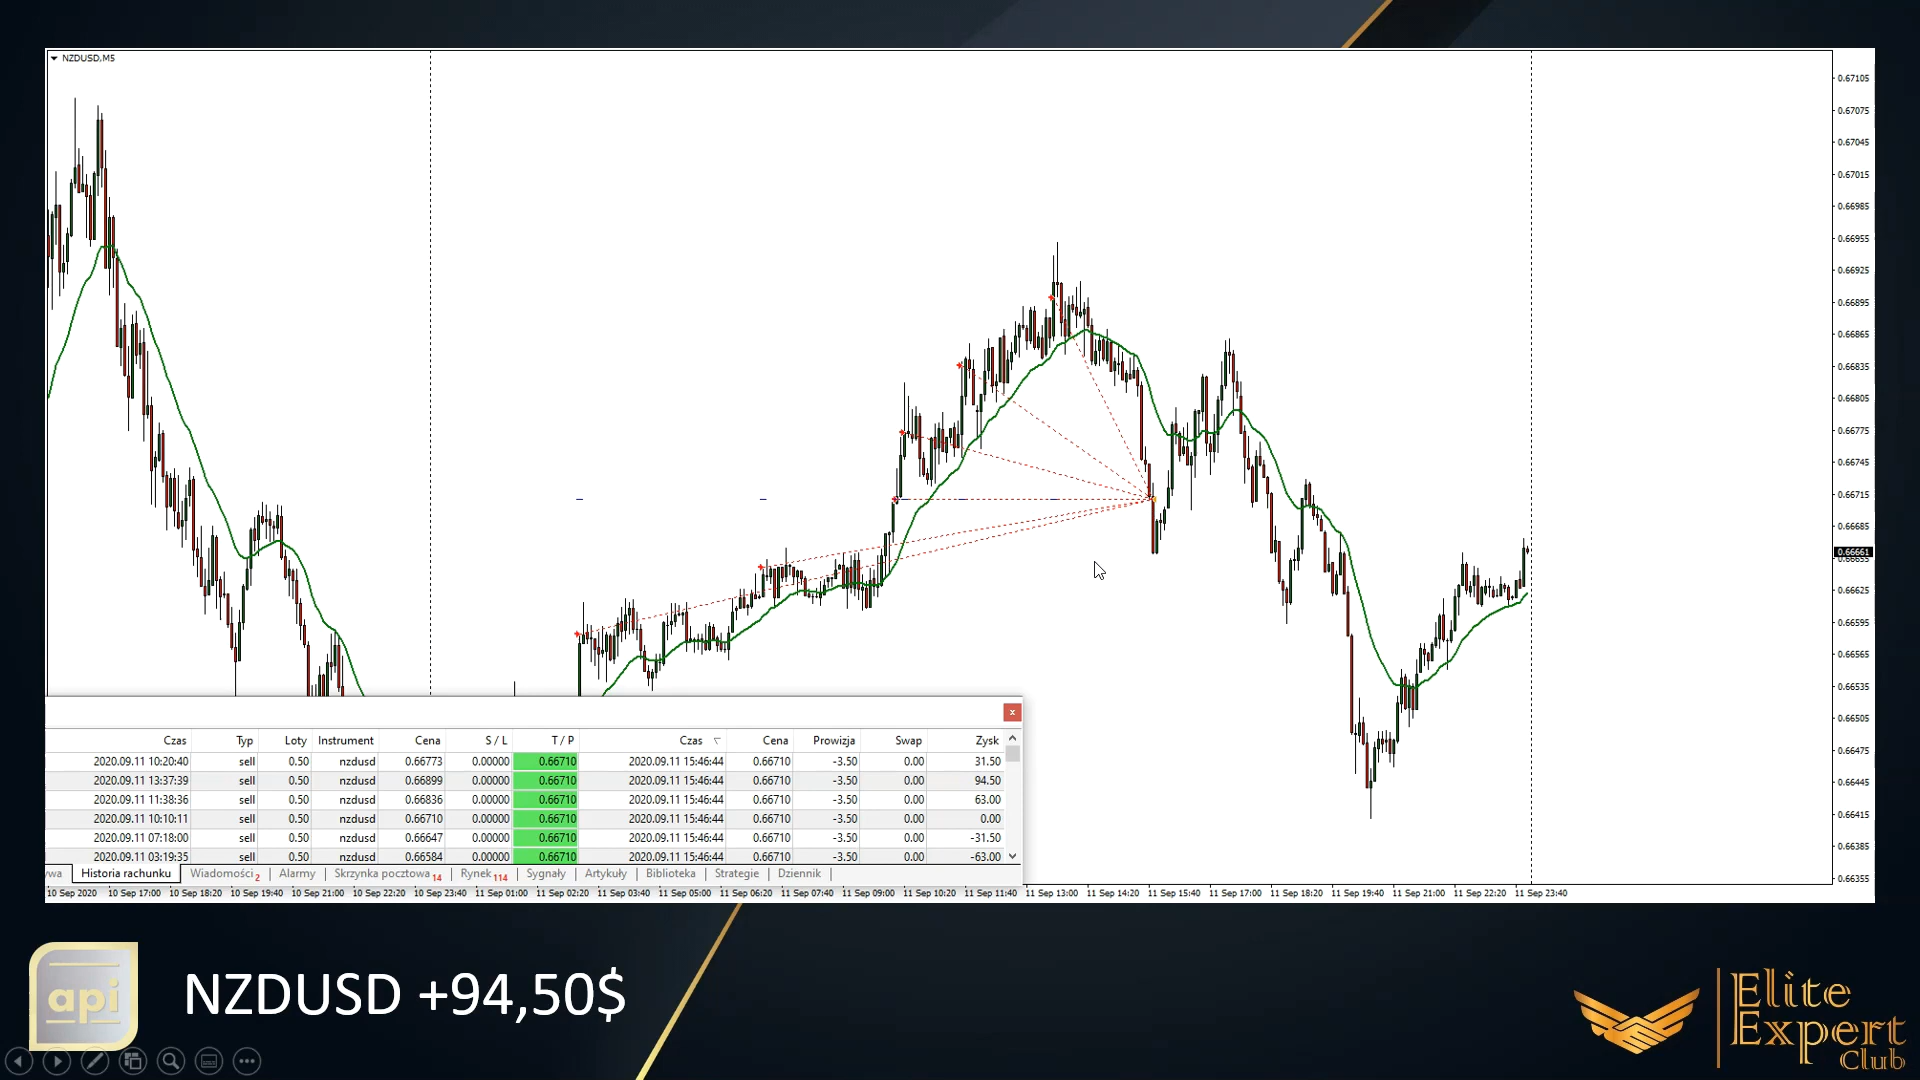 NZDUSD,M5
0.67105
0.67075
0.67045
0.67015
0.66985
0.66955
0.66925
0.66895
0.66865
0.66835
0.66805
0.66775
0.66745
0.66715
0.66685
0.66661
0.66625
0.66595
0.66565
0.66535
0.66505
0.66475
0.66445
0.66415
0.66385
0.66355
Czas Typ Loty Instrument Cena S / L T / P Czas Cena Prowizja Swap Zysk
2020.09.11 10:20:40 sell 0.50 nzdusd 0.66773 0.00000 0.66710 2020.09.11 15:46:44 0.66710 -3.50 0.00 31.50
2020.09.11 13:37:39 sell 0.50 nzdusd 0.66899 0.00000 0.66710 2020.09.11 15:46:44 0.66710 -3.50 0.00 94.50
2020.09.11 11:38:36 sell 0.50 nzdusd 0.66836 0.00000 0.66710 2020.09.11 15:46:44 0.66710 -3.50 0.00 63.00
2020.09.11 10:10:11 sell 0.50 nzdusd 0.66710 0.00000 0.66710 2020.09.11 15:46:44 0.66710 -3.50 0.00 0.00
2020.09.11 07:18:00 sell 0.50 nzdusd 0.66647 0.00000 0.66710 2020.09.11 15:46:44 0.66710 -3.50 0.00 -31.50
2020.09.11 03:19:35 sell 0.50 nzdusd 0.66584 0.00000 0.66710 2020.09.11 15:46:44 0.66710 -3.50 0.00 -63.00
ywa Historia rachunku Wiadomości 2 Alarmy Skrzynka pocztowa 14 Rynek 114 Sygnały Artykuły Biblioteka Strategie Dziennik
10 Sep 2020 10 Sep 17:00 10 Sep 18:20 10 Sep 19:40 10 Sep 21:00 10 Sep 22:20 10 Sep 23:40 11 Sep 01:00 11 Sep 02:20 11 Sep 03:40 11 Sep 05:00 11 Sep 06:20 11 Sep 07:40 11 Sep 09:00 11 Sep 10:20 11 Sep 11:40 11 Sep 13:00 11 Sep 14:20 11 Sep 15:40 11 Sep 17:00 11 Sep 18:20 11 Sep 19:40 11 Sep 21:00 11 Sep 22:20 11 Sep 23:40
api
NZDUSD +94,50$
Elite
Expert
Club